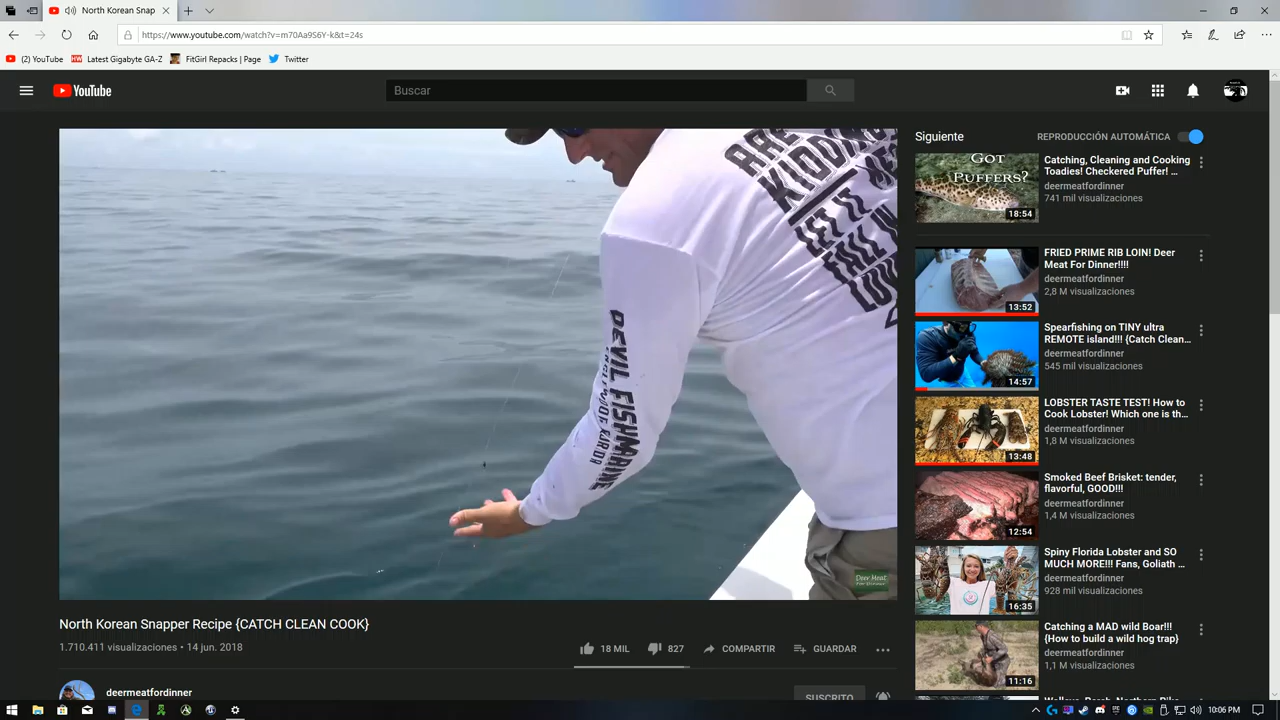 North Korean Snap
https://www.youtube.com/watch?v=m70Aa9S6Y-k&t=24s
(2) YouTube
Latest Gigabyte GA-Z
FitGirl Repacks | Page
Twitter
YouTube
Buscar
DEVIL FISHMARINE
Deer Meat
For Dinner
North Korean Snapper Recipe {CATCH CLEAN COOK}
1.710.411 visualizaciones • 14 jun. 2018
18 MIL
827
COMPARTIR
GUARDAR
deermeatfordinner
SUSCRITO
Siguiente
REPRODUCCIÓN AUTOMÁTICA
GOT
PUFFERS?
18:54
Catching, Cleaning and Cooking
Toadies! Checkered Puffer! ...
deermeatfordinner
741 mil visualizaciones
13:52
FRIED PRIME RIB LOIN! Deer
Meat For Dinner!!!!
deermeatfordinner
2,8 M visualizaciones
14:57
Spearfishing on TINY ultra
REMOTE island!!! {Catch Clean...
deermeatfordinner
545 mil visualizaciones
13:48
LOBSTER TASTE TEST! How to
Cook Lobster! Which one is th...
deermeatfordinner
1,8 M visualizaciones
12:54
Smoked Beef Brisket: tender,
flavorful, GOOD!!!
deermeatfordinner
1,4 M visualizaciones
16:35
Spiny Florida Lobster and SO
MUCH MORE!!! Fans, Goliath ...
deermeatfordinner
928 mil visualizaciones
11:16
Catching a MAD wild Boar!!!
{How to build a wild hog trap}
deermeatfordinner
1,1 M visualizaciones
10:06 PM